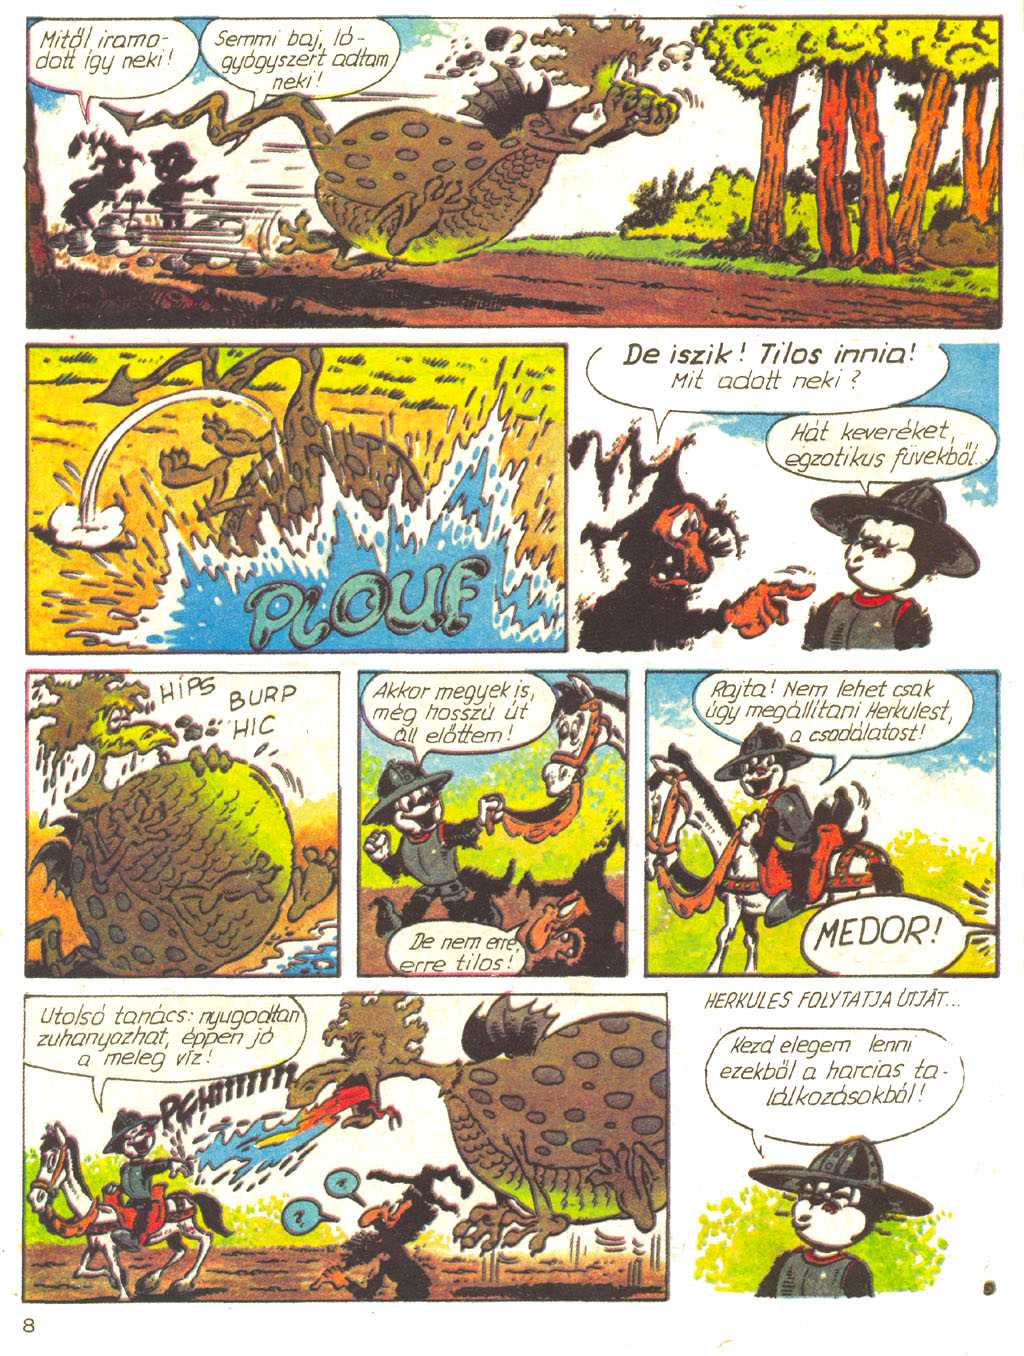 Mitől iramo-
dott így neki!
Semmi baj, ló-
gyógyszert adtam
neki!
PLOUF
De iszik! Tilos innia!
Mit adott neki?
Hát keveréket,
egzotikus füvekből...
HIPS
BURP
HIC
Akkor megyek is,
még hosszú út
áll előttem!
De nem erre,
erre tilos!
Rajta! Nem lehet csak
úgy megállítani Herkulest,
a csodálatost!
MEDOR!
Utolsó tanács: nyugodtan
zuhanyozhat, éppen jó
a meleg víz!
? ?
HERKULES FOLYTATJA ÚTJÁT...
Kezd elegem lenni
ezekből a harcias ta-
lálkozásokból!
8